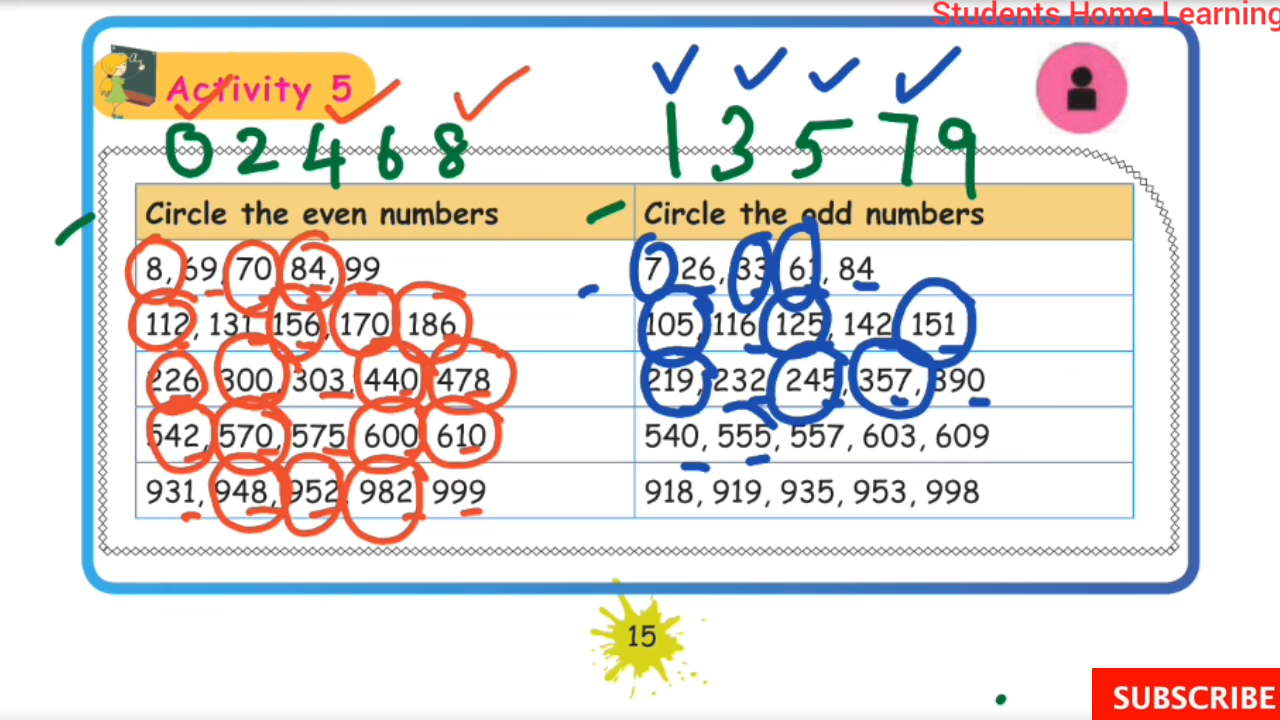 Students Home Learning
Activity 5
0 2 4 6 8
1 3 5 7 9
Circle the even numbers
Circle the odd numbers
8, 69, 70, 84, 99
7, 26, 33, 61, 84
112, 131, 156, 170, 186
105, 116, 125, 142, 151
226, 300, 303, 440, 478
219, 232, 245, 357, 390
542, 570, 575, 600, 610
540, 555, 557, 603, 609
931, 948, 952, 982, 999
918, 919, 935, 953, 998
15
SUBSCRIBE